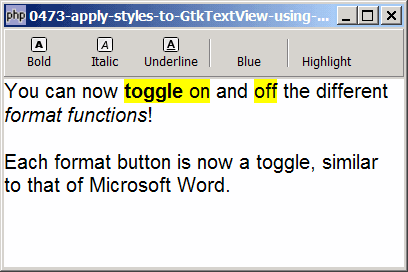 php 0473-apply-styles-to-GtkTextView-using-...
A A A
Bold Italic Underline Blue Highlight
You can now toggle on and off the different
format functions!
Each format button is now a toggle, similar
to that of Microsoft Word.